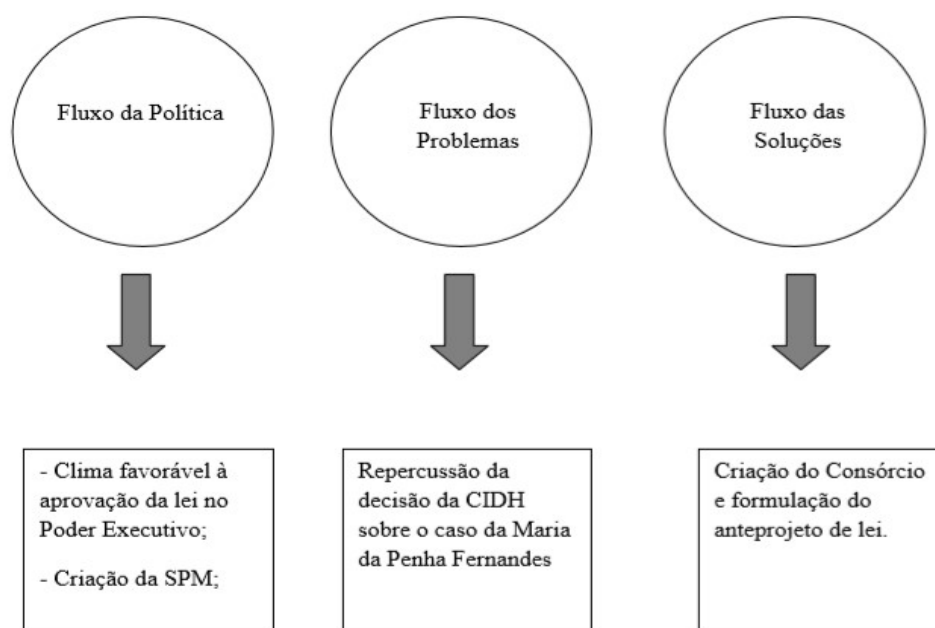 Fluxo da Política
Fluxo dos
Problemas
Fluxo das
Soluções
- Clima favorável à
aprovação da lei no
Poder Executivo;
- Criação da SPM;
Repercussão da
decisão da CIDH
sobre o caso da Maria
da Penha Fernandes
Criação do Consórcio
e formulação do
anteprojeto de lei.